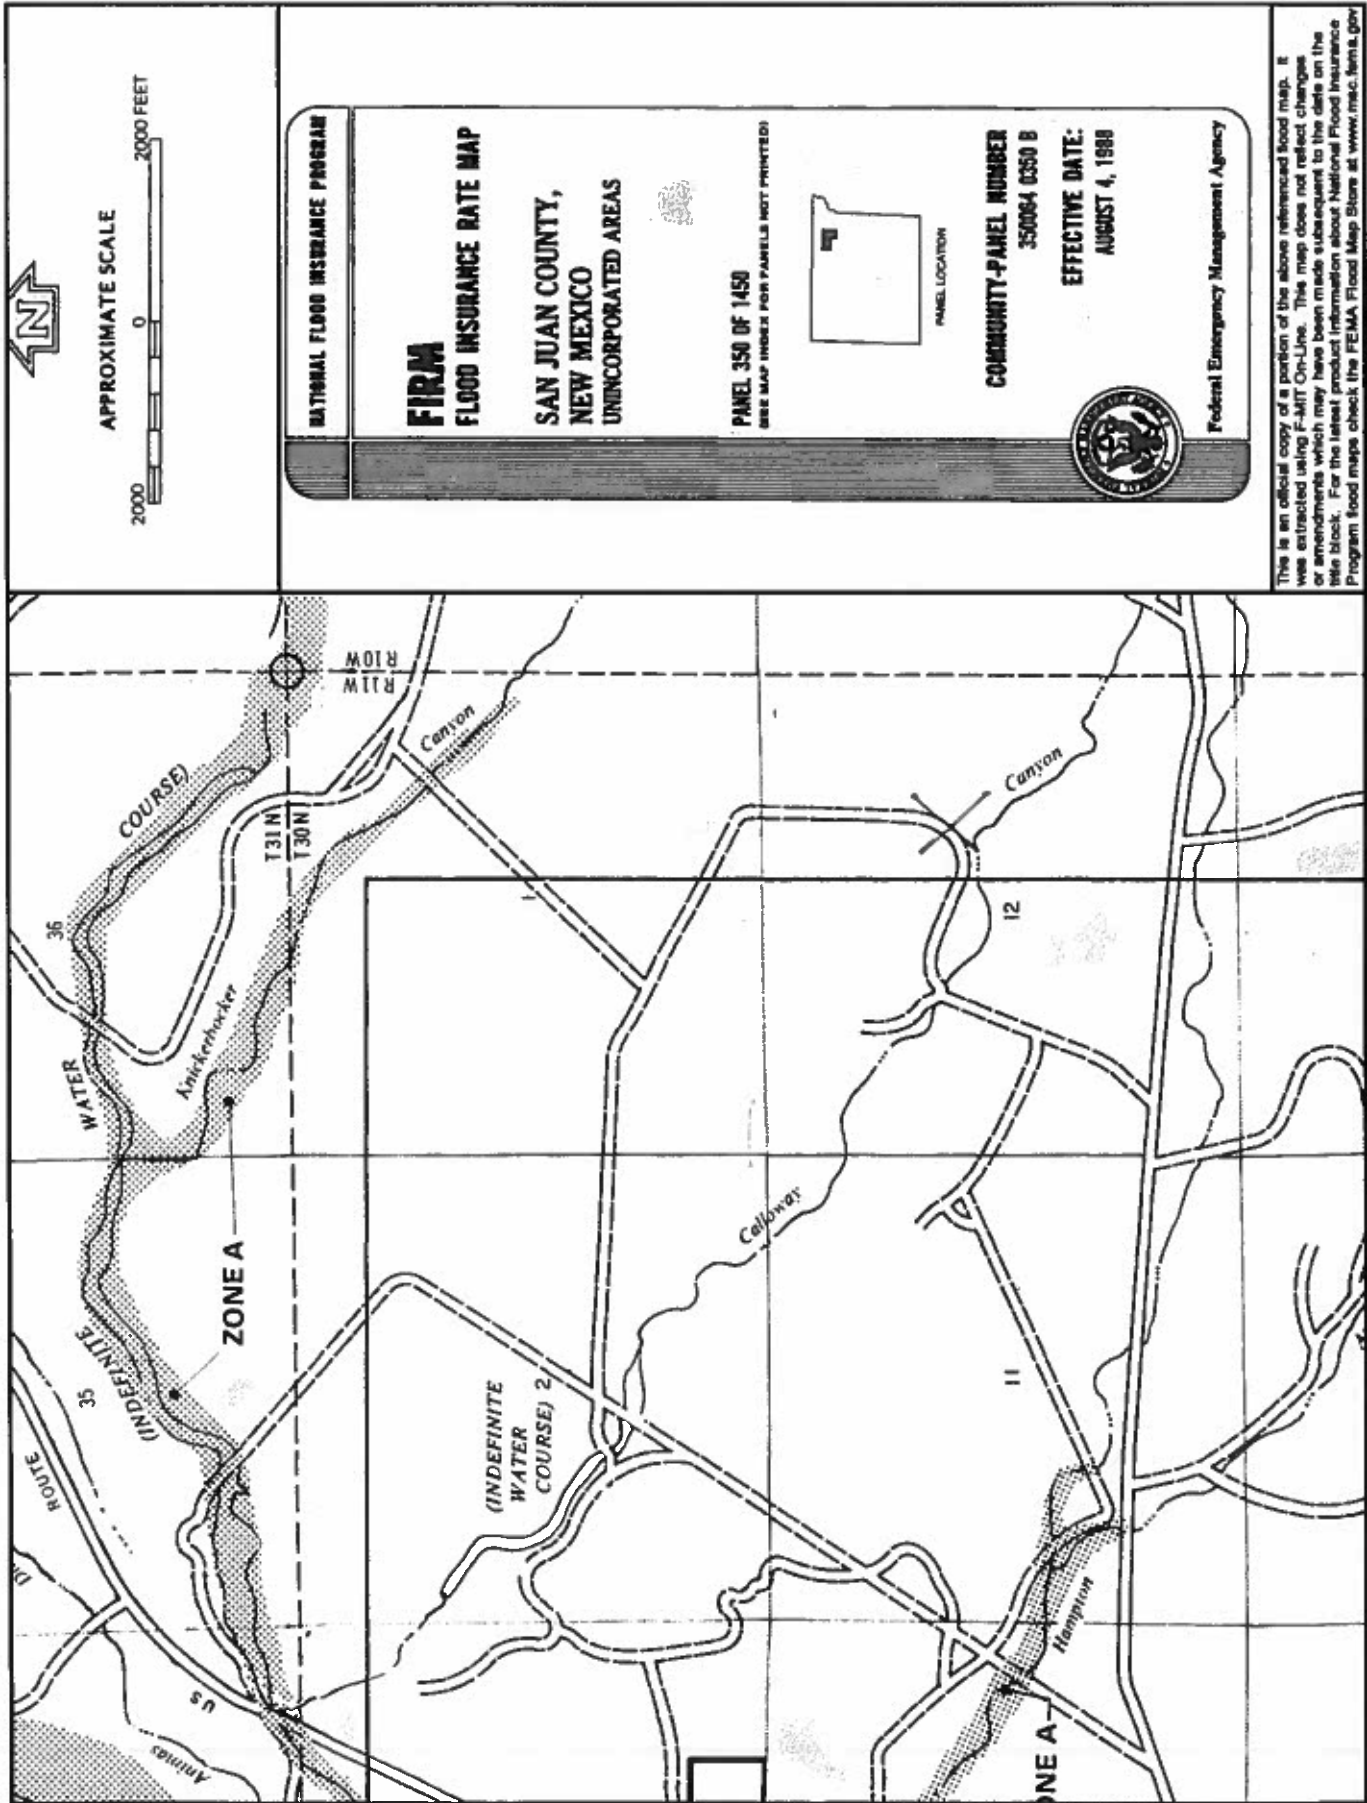 APPROXIMATE SCALE
2000 0 2000 FEET
N
NATIONAL FLOOD INSURANCE PROGRAM
FIRM
FLOOD INSURANCE RATE MAP
SAN JUAN COUNTY,
NEW MEXICO
UNINCORPORATED AREAS
PANEL 350 OF 1450
(SEE MAP INDEX FOR PANELS NOT PRINTED)
PANEL LOCATION
COMMUNITY-PANEL NUMBER
350064 0350 B
EFFECTIVE DATE:
AUGUST 4, 1988
Federal Emergency Management Agency
This is an official copy of a portion of the above referenced flood map. It
was extracted using F-MIT On-Line. This map does not reflect changes
or amendments which may have been made subsequent to the date on the
title block. For the latest product information about National Flood Insurance
Program flood maps check the FEMA Flood Map Store at www.msc.fema.gov
ROUTE
U S
Animas
35
(INDEFINITE
WATER
COURSE)
36
ZONE A
Knickerbocker
Canyon
T31N
T30N
R11W
R10W
1
(INDEFINITE
WATER
COURSE) 2
Calloway
Canyon
12
11
Hampton
ONE A